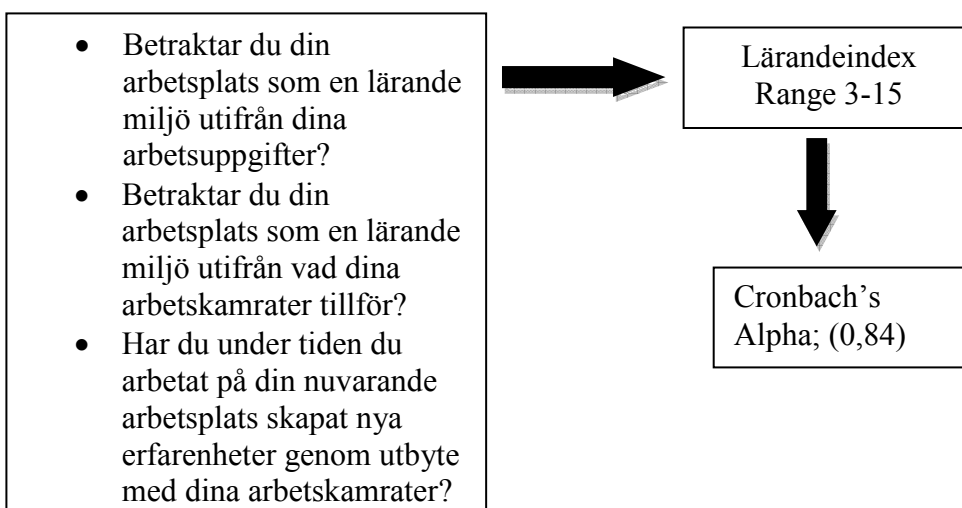 • Betraktar du din
arbetsplats som en lärande
miljö utifrån dina
arbetsuppgifter?
• Betraktar du din
arbetsplats som en lärande
miljö utifrån vad dina
arbetskamrater tillför?
• Har du under tiden du
arbetat på din nuvarande
arbetsplats skapat nya
erfarenheter genom utbyte
med dina arbetskamrater?
Lärandeindex
Range 3-15
Cronbach’s
Alpha; (0,84)